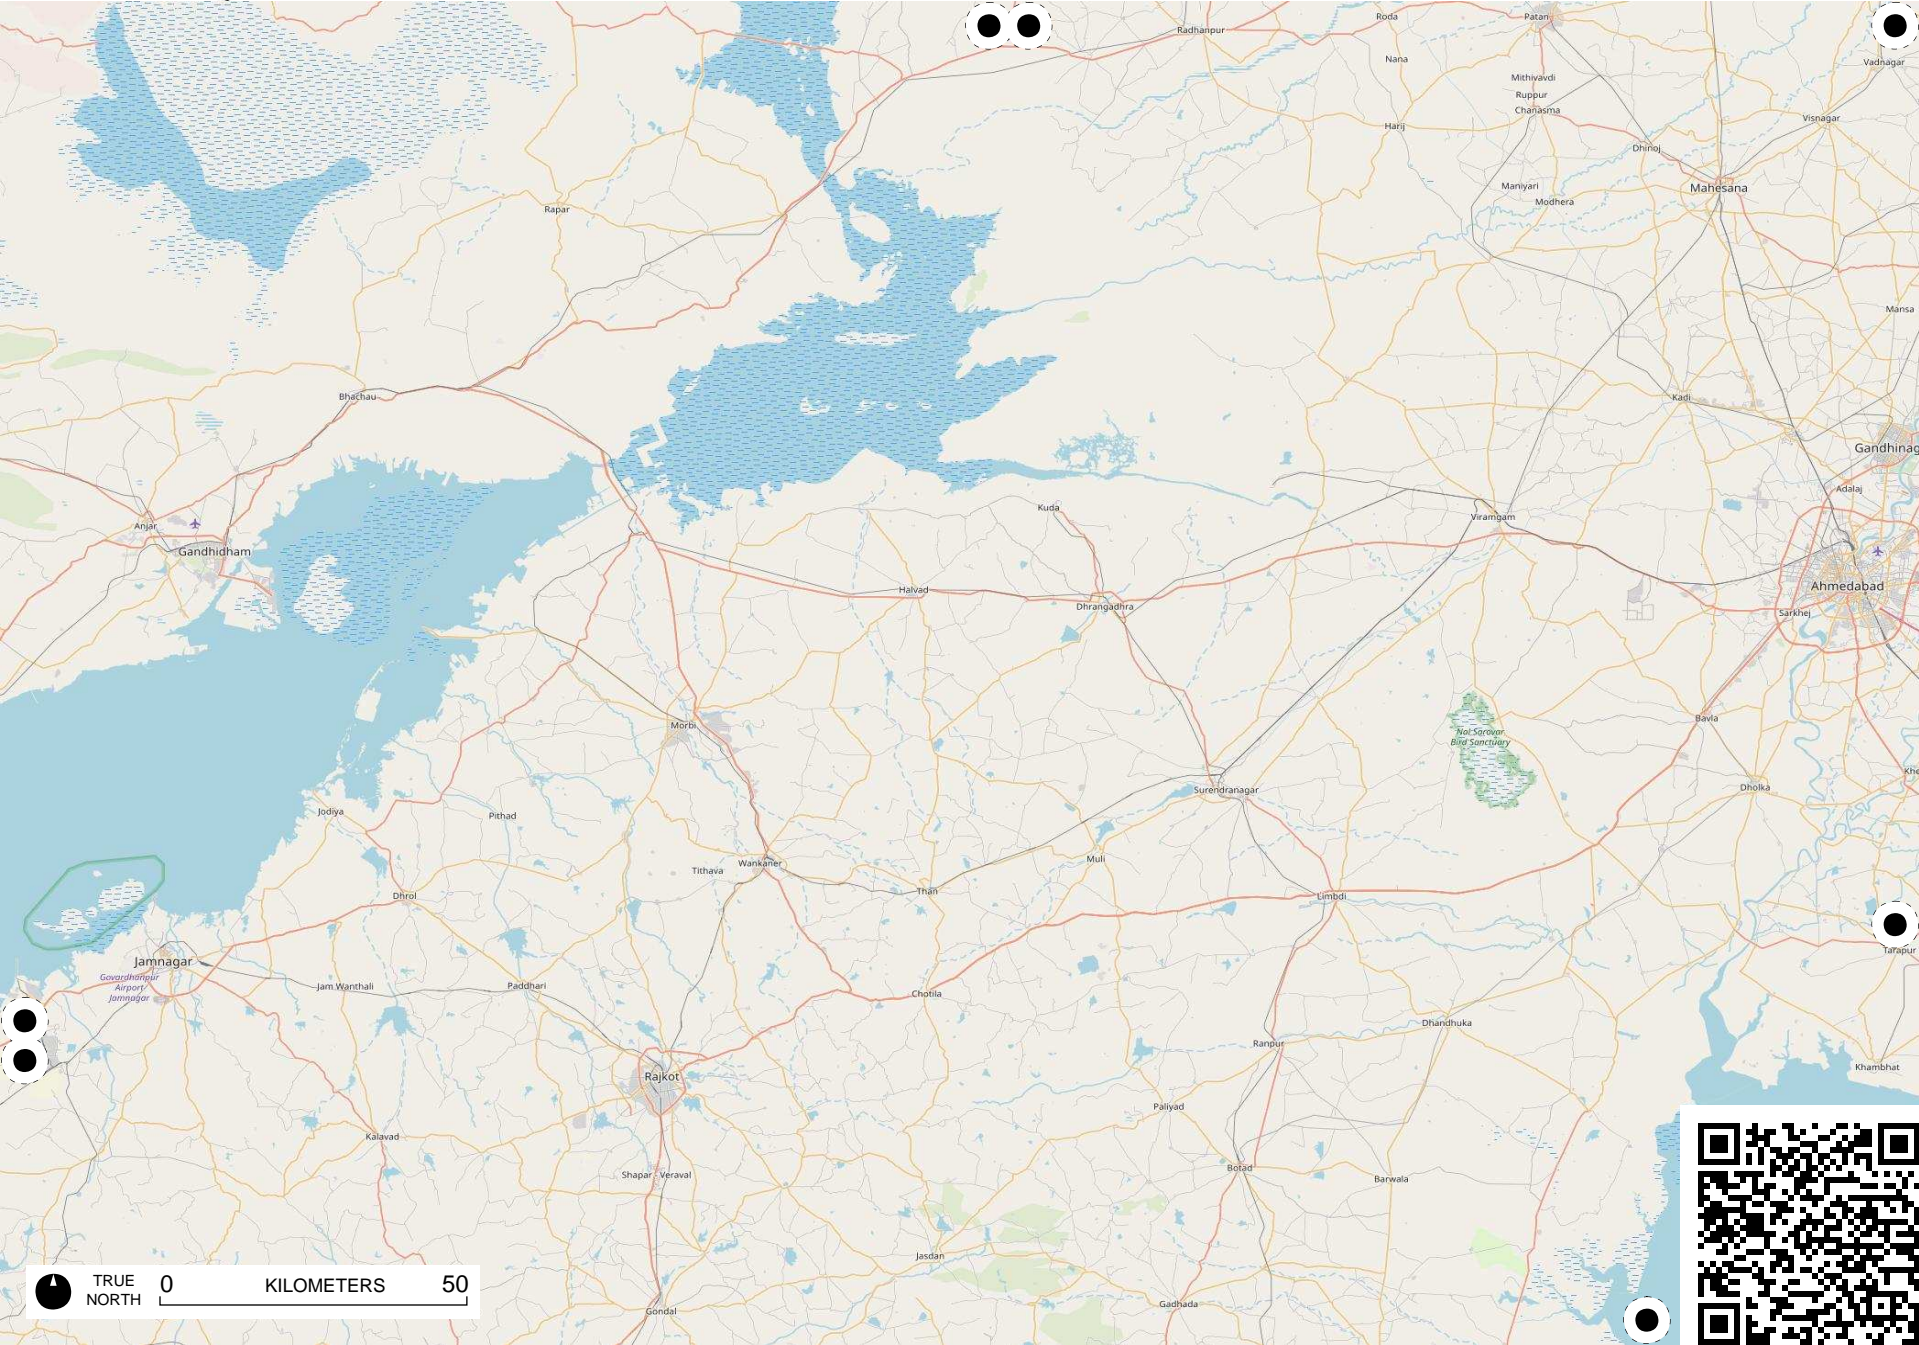 Radhanpur
Roda
Patan
Nana
Vadnagar
Mithivavdi
Ruppur
Chanasma
Harij
Visnagar
Dhinoj
Maniyari
Mahesana
Modhera
Rapar
Mansa
Bhachau
Kadi
Gandhinag
Adalaj
Kuda
Viramgam
Anjar
Gandhidham
Halvad
Dhrangadhra
Ahmedabad
Sarkhej
Morbi
Bavla
Nal Sarovar
Bird Sanctuary
Khe
Surendranagar
Dholka
Jodiya
Pithad
Wankaner
Muli
Tithava
Than
Dhrol
Limbdi
Tarapur
Jamnagar
Govardhanpur
Airport
Jamnagar
Jam Wanthali
Paddhari
Chotila
Dhandhuka
Ranpur
Khambhat
Rajkot
Paliyad
Kalavad
Shapar - Veraval
Botad
Barwala
Jasdan
Gadhada
Gondal
TRUE
NORTH
0 KILOMETERS 50